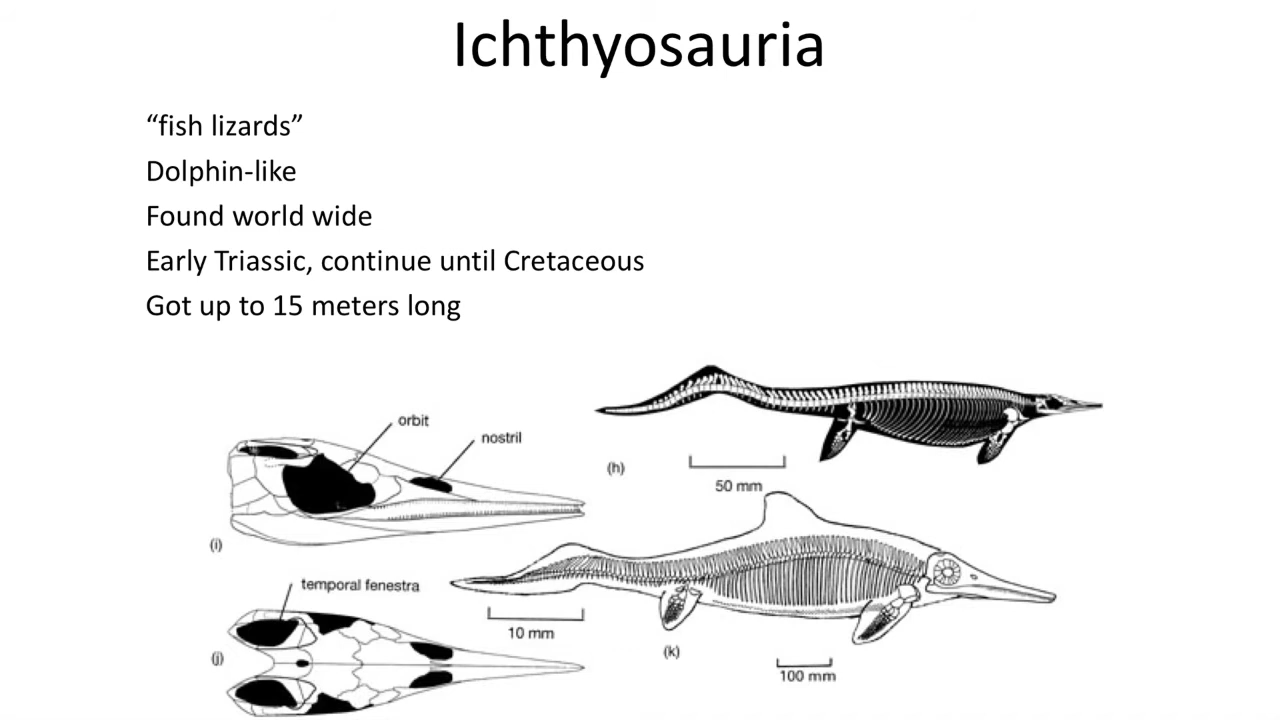 Ichthyosauria
“fish lizards”
Dolphin-like
Found world wide
Early Triassic, continue until Cretaceous
Got up to 15 meters long
orbit
nostril
(h)
50 mm
(i)
temporal fenestra
10 mm
(j)
(k)
100 mm